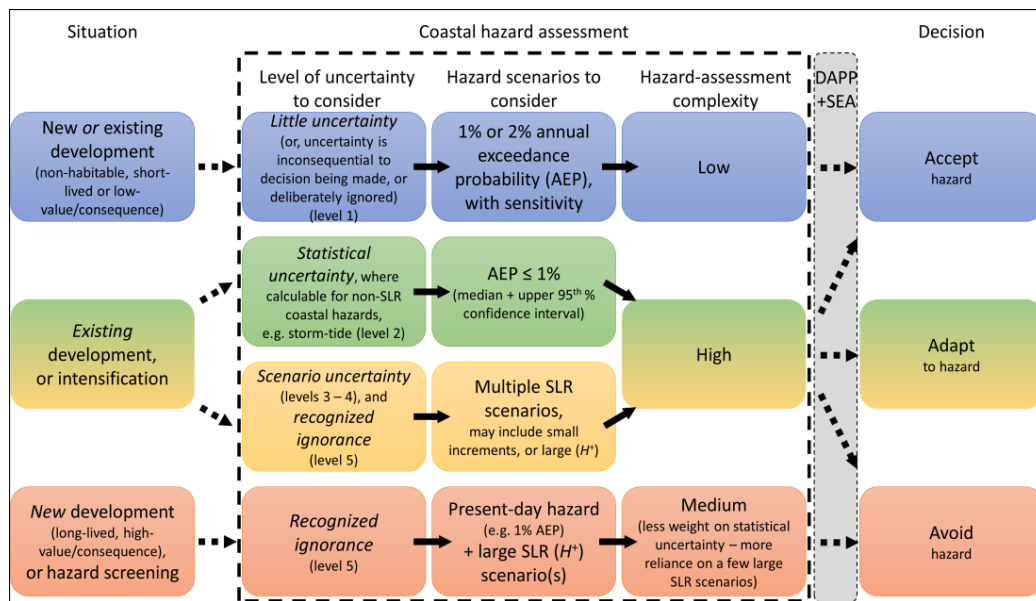 Situation
Coastal hazard assessment
Decision
Level of uncertainty
to consider
Hazard scenarios to
consider
Hazard-assessment
complexity
DAPP
+SEA
New or existing
development
(non-habitable, short-
lived or low-
value/consequence)
Little uncertainty
(or, uncertainty is
inconsequential to
decision being made, or
deliberately ignored)
(level 1)
1% or 2% annual
exceedance
probability (AEP),
with sensitivity
Low
Accept
hazard
Existing
development,
or intensification
Statistical
uncertainty, where
calculable for non-SLR
coastal hazards,
e.g. storm-tide (level 2)
AEP ≤ 1%
(median + upper 95th %
confidence interval)
Scenario uncertainty
(levels 3 – 4), and
recognized
ignorance
(level 5)
Multiple SLR
scenarios,
may include small
increments, or large (H+)
High
Adapt
to hazard
New development
(long-lived, high-
value/consequence),
or hazard screening
Recognized
ignorance
(level 5)
Present-day hazard
(e.g. 1% AEP)
+ large SLR (H+)
scenario(s)
Medium
(less weight on statistical
uncertainty – more
reliance on a few large
SLR scenarios)
Avoid
hazard